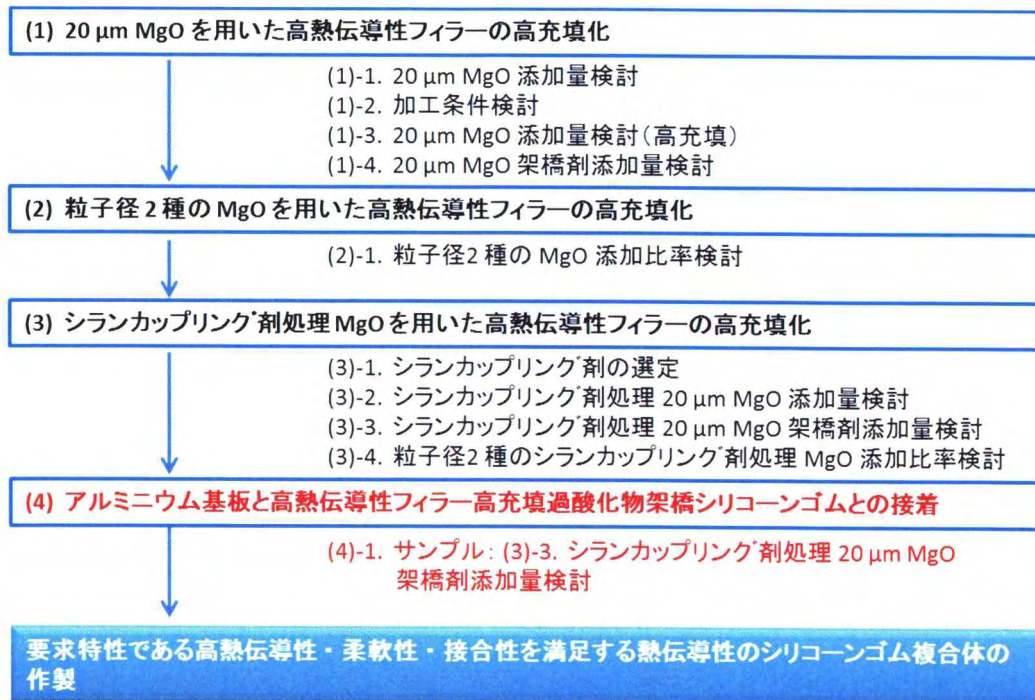 (1) 20 μm MgO を用いた高熱伝導性フィラーの高充填化
(1)-1. 20 μm MgO 添加量検討
(1)-2. 加工条件検討
(1)-3. 20 μm MgO 添加量検討(高充填)
(1)-4. 20 μm MgO 架橋剤添加量検討
(2) 粒子径 2 種の MgO を用いた高熱伝導性フィラーの高充填化
(2)-1. 粒子径2 種の MgO 添加比率検討
(3) シランカップリング剤処理 MgO を用いた高熱伝導性フィラーの高充填化
(3)-1. シランカップリング剤の選定
(3)-2. シランカップリング剤処理 20 μm MgO 添加量検討
(3)-3. シランカップリング剤処理 20 μm MgO 架橋剤添加量検討
(3)-4. 粒子径2 種のシランカップリング剤処理 MgO 添加比率検討
(4) アルミニウム基板と高熱伝導性フィラー高充填過酸化物架橋シリコーンゴムとの接着
(4)-1. サンプル : (3)-3. シランカップリング剤処理 20 μm MgO
架橋剤添加量検討
要求特性である高熱伝導性・柔軟性・接合性を満足する熱伝導性のシリコーンゴム複合体の
作製